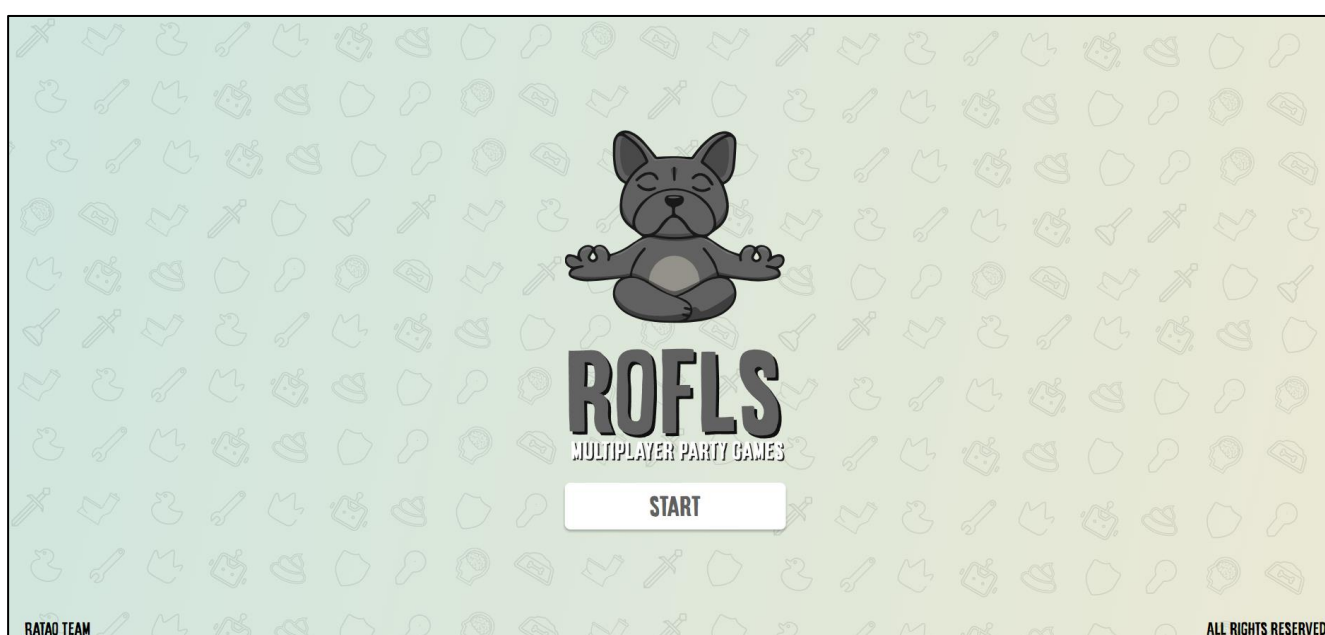 ROFLS
MULTIPLAYER PARTY GAMES
START
RATAO TEAM
ALL RIGHTS RESERVED